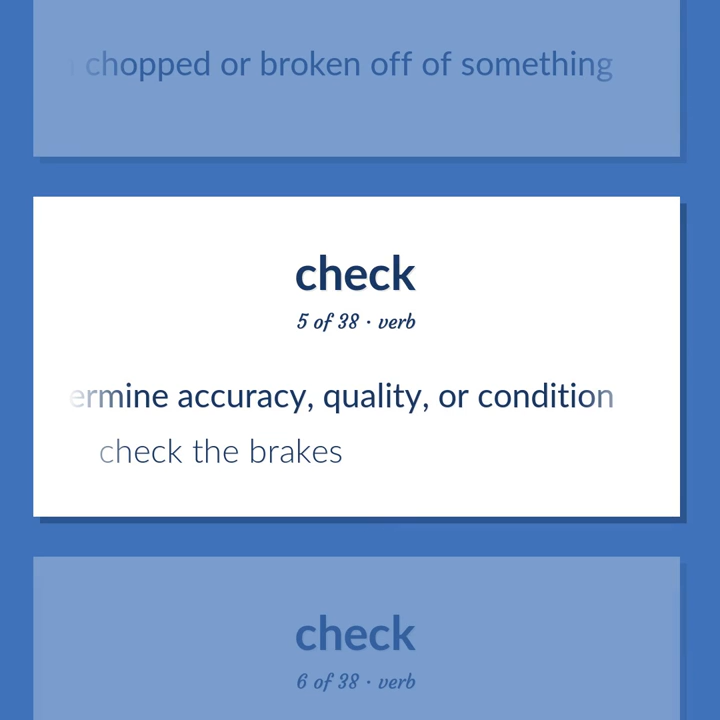 chopped or broken off of something
check
5 of 38 · verb
ermine accuracy, quality, or condition
check the brakes
check
6 of 38 · verb